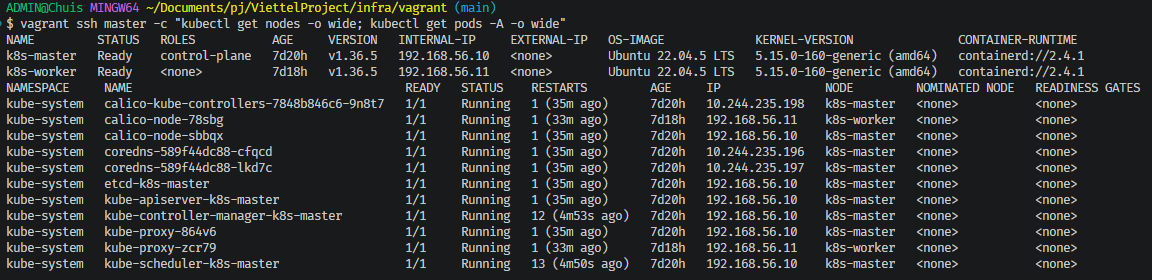 ADMIN@Chuis MINGW64 ~/Documents/pj/ViettelProject/infra/vagrant (main)
$ vagrant ssh master -c "kubectl get nodes -o wide; kubectl get pods -A -o wide"
NAME STATUS ROLES AGE VERSION INTERNAL-IP EXTERNAL-IP OS-IMAGE KERNEL-VERSION CONTAINER-RUNTIME
k8s-master Ready control-plane 7d20h v1.36.5 192.168.56.10 <none> Ubuntu 22.04.5 LTS 5.15.0-160-generic (amd64) containerd://2.4.1
k8s-worker Ready <none> 7d18h v1.36.5 192.168.56.11 <none> Ubuntu 22.04.5 LTS 5.15.0-160-generic (amd64) containerd://2.4.1
NAMESPACE NAME READY STATUS RESTARTS AGE IP NODE NOMINATED NODE READINESS GATES
kube-system calico-kube-controllers-7848b846c6-9n8t7 1/1 Running 1 (35m ago) 7d20h 10.244.235.198 k8s-master <none> <none>
kube-system calico-node-78sbg 1/1 Running 1 (33m ago) 7d18h 192.168.56.11 k8s-worker <none> <none>
kube-system calico-node-sbbqx 1/1 Running 1 (35m ago) 7d20h 192.168.56.10 k8s-master <none> <none>
kube-system coredns-589f44dc88-cfqcd 1/1 Running 1 (35m ago) 7d20h 10.244.235.196 k8s-master <none> <none>
kube-system coredns-589f44dc88-lkd7c 1/1 Running 1 (35m ago) 7d20h 10.244.235.197 k8s-master <none> <none>
kube-system etcd-k8s-master 1/1 Running 1 (35m ago) 7d20h 192.168.56.10 k8s-master <none> <none>
kube-system kube-apiserver-k8s-master 1/1 Running 1 (35m ago) 7d20h 192.168.56.10 k8s-master <none> <none>
kube-system kube-controller-manager-k8s-master 1/1 Running 12 (4m53s ago) 7d20h 192.168.56.10 k8s-master <none> <none>
kube-system kube-proxy-864v6 1/1 Running 1 (35m ago) 7d20h 192.168.56.10 k8s-master <none> <none>
kube-system kube-proxy-zcr79 1/1 Running 1 (33m ago) 7d18h 192.168.56.11 k8s-worker <none> <none>
kube-system kube-scheduler-k8s-master 1/1 Running 13 (4m50s ago) 7d20h 192.168.56.10 k8s-master <none> <none>